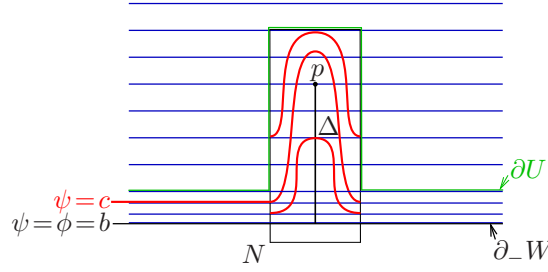 p
Δ
∂U
ψ = c
ψ = ϕ = b
N
∂_W